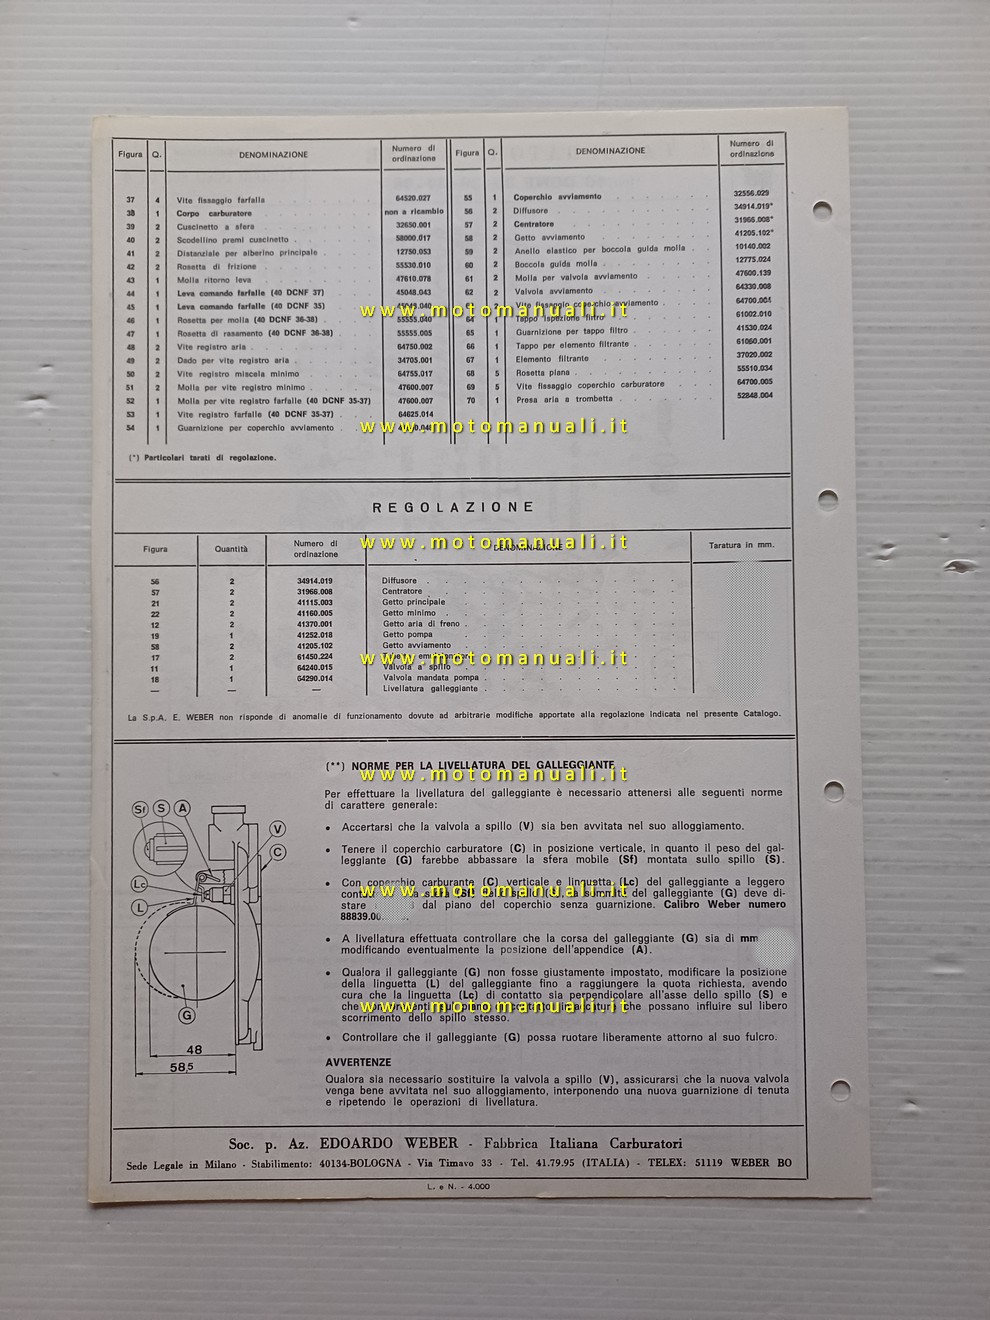 Figura Q. DENOMINAZIONE Numero di ordinazione Figura Q. DENOMINAZIONE Numero di ordinazione
37 4 Vite fissaggio farfalla 64520.027
38 1 Corpo carburatore non a ricambio
39 2 Cuscinetto a sfera 32650.001
40 2 Scodellino premi cuscinetto 58000.017
41 2 Distanziale per alberino principale 12750.053
42 2 Rosetta di frizione 55530.010
43 1 Molla ritorno leva 47610.078
44 1 Leva comando farfalle (40 DCNF 37) 45048.043
45 1 Leva comando farfalle (40 DCNF 35)
46 1 Rosetta per molla (40 DCNF 36-38) 55555.040
47 1 Rosetta di rasamento (40 DCNF 36-38) 55555.005
48 2 Vite registro aria 64750.002
49 2 Dado per vite registro aria 34705.001
50 2 Vite registro miscela minimo 64755.017
51 2 Molla per vite registro minimo 47600.007
52 1 Molla per vite registro farfalle (40 DCNF 35-37) 47600.007
53 1 Vite registro farfalle (40 DCNF 35-37) 64625.014
54 1 Guarnizione per coperchio avviamento
55 1 Coperchio avviamento 32556.029
56 2 Diffusore 34914.019*
57 2 Centratore 31966.008*
58 2 Getto avviamento 41205.102*
59 2 Anello elastico per boccola guida molla 10140.002
60 2 Boccola guida molla 12775.024
61 2 Molla per valvola avviamento 47600.139
62 2 Valvola avviamento 64330.008
2 Vite fissaggio coperchio avviamento 64700.004
64 1 Tappo ispezione filtro 61002.010
65 1 Guarnizione per tappo filtro 41530.024
66 1 Tappo per elemento filtrante 61060.001
67 1 Elemento filtrante 37020.002
68 5 Rosetta piana 55510.034
69 5 Vite fissaggio coperchio carburatore 64700.005
70 1 Presa aria a trombetta 52848.004
www.motomanuali.it
www.motomanuali.it
(*) Particolari tarati di regolazione.
REGOLAZIONE
www.motomanuali.it
Figura Quantità Numero di ordinazione DENOMINAZIONE Taratura in mm.
56 2 34914.019 Diffusore
57 2 31966.008 Centratore
21 2 41115.003 Getto principale
22 2 41160.005 Getto minimo
12 2 41370.001 Getto aria di freno
19 1 41252.018 Getto pompa
58 2 41205.102 Getto avviamento
17 2 61450.224
www.motomanuali.it
11 1 64240.015 Valvola a spillo
18 1 64290.014 Valvola mandata pompa
— — — Livellatura galleggiante
La S.p.A. E. WEBER non risponde di anomalie di funzionamento dovute ad arbitrarie modifiche apportate alla regolazione indicata nel presente Catalogo.
(**) NORME PER LA LIVELLATURA DEL GALLEGGIANTE
www.motomanuali.it
Per effettuare la livellatura del galleggiante è necessario attenersi alle seguenti norme
di carattere generale:
• Accertarsi che la valvola a spillo (V) sia ben avvitata nel suo alloggiamento.
• Tenere il coperchio carburatore (C) in posizione verticale, in quanto il peso del gal-
leggiante (G) farebbe abbassare la sfera mobile (Sf) montata sullo spillo (S).
• Con coperchio carburante (C) verticale e linguetta (Lc) del galleggiante a leggero
del galleggiante (G) deve di-
www.motomanuali.it
stare dal piano del coperchio senza guarnizione. Calibro Weber numero
• A livellatura effettuata controllare che la corsa del galleggiante (G) sia di mm
modificando eventualmente la posizione dell'appendice (A).
• Qualora il galleggiante (G) non fosse giustamente impostato, modificare la posizione
della linguetta (L) del galleggiante fino a raggiungere la quota richiesta, avendo
cura che la linguetta (Lc) di contatto sia perpendicolare all'asse dello spillo (S) e
che possano influire sul libero
www.motomanuali.it
scorrimento dello spillo stesso.
• Controllare che il galleggiante (G) possa ruotare liberamente attorno al suo fulcro.
AVVERTENZE
Qualora sia necessario sostituire la valvola a spillo (V), assicurarsi che la nuova valvola
venga bene avvitata nel suo alloggiamento, interponendo una nuova guarnizione di tenuta
e ripetendo le operazioni di livellatura.
Sf S A
V
C
Lc
L
G
48
58,5
Soc. p. Az. EDOARDO WEBER - Fabbrica Italiana Carburatori
Sede Legale in Milano - Stabilimento: 40134-BOLOGNA - Via Timavo 33 - Tel. 41.79.95 (ITALIA) - TELEX: 51119 WEBER BO
L. e N. - 4.000